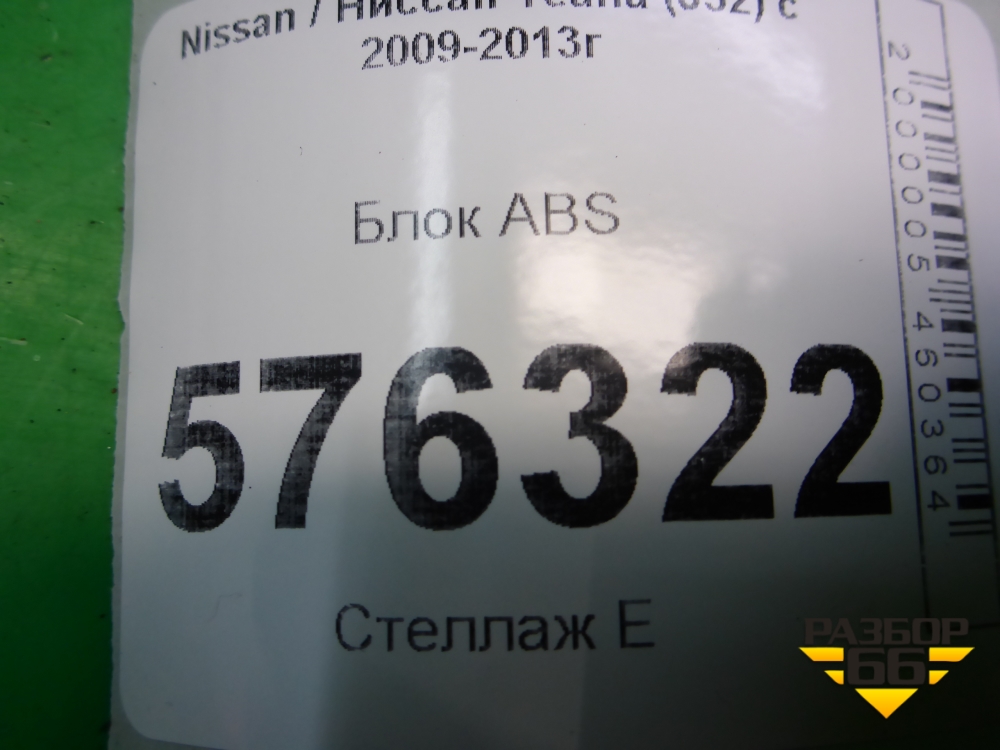 Nissan / Ниссан Teana (J32) с
2009-2013г
Блок ABS
576322
Стеллаж E
2000005460364
РАЗБОР
66